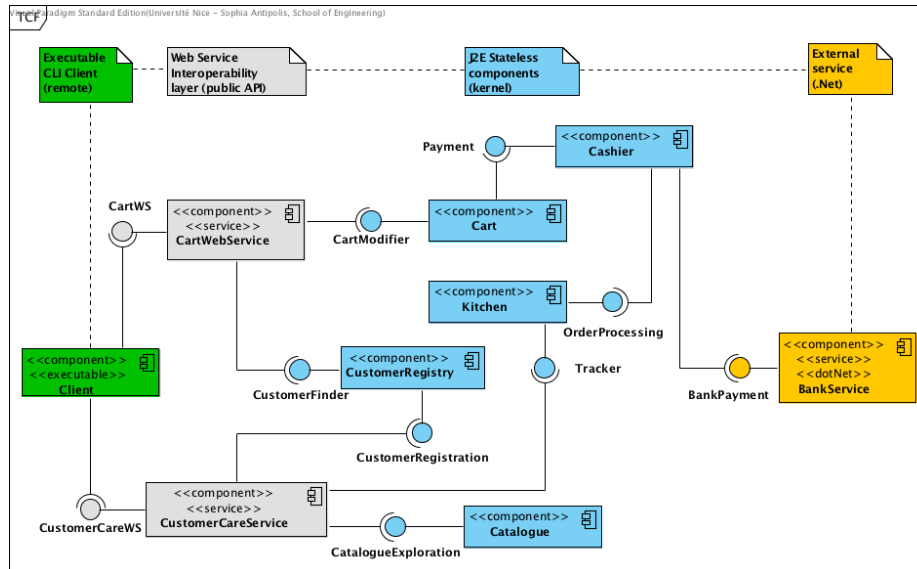 Visual Paradigm Standard Edition(Université Nice - Sophia Antipolis, School of Engineering)
TCF
Executable
CLI Client
(remote)
Web Service
Interoperability
layer (public API)
J2E Stateless
components
(kernel)
External
service
(.Net)
Payment
<<component>>
Cashier
CartWS
<<component>>
<<service>>
CartWebService
CartModifier
<<component>>
Cart
<<component>>
Kitchen
OrderProcessing
<<component>>
<<executable>>
Client
CustomerFinder
<<component>>
CustomerRegistry
Tracker
BankPayment
<<component>>
<<service>>
<<dotNet>>
BankService
CustomerRegistration
CustomerCareWS
<<component>>
<<service>>
CustomerCareService
CatalogueExploration
<<component>>
Catalogue